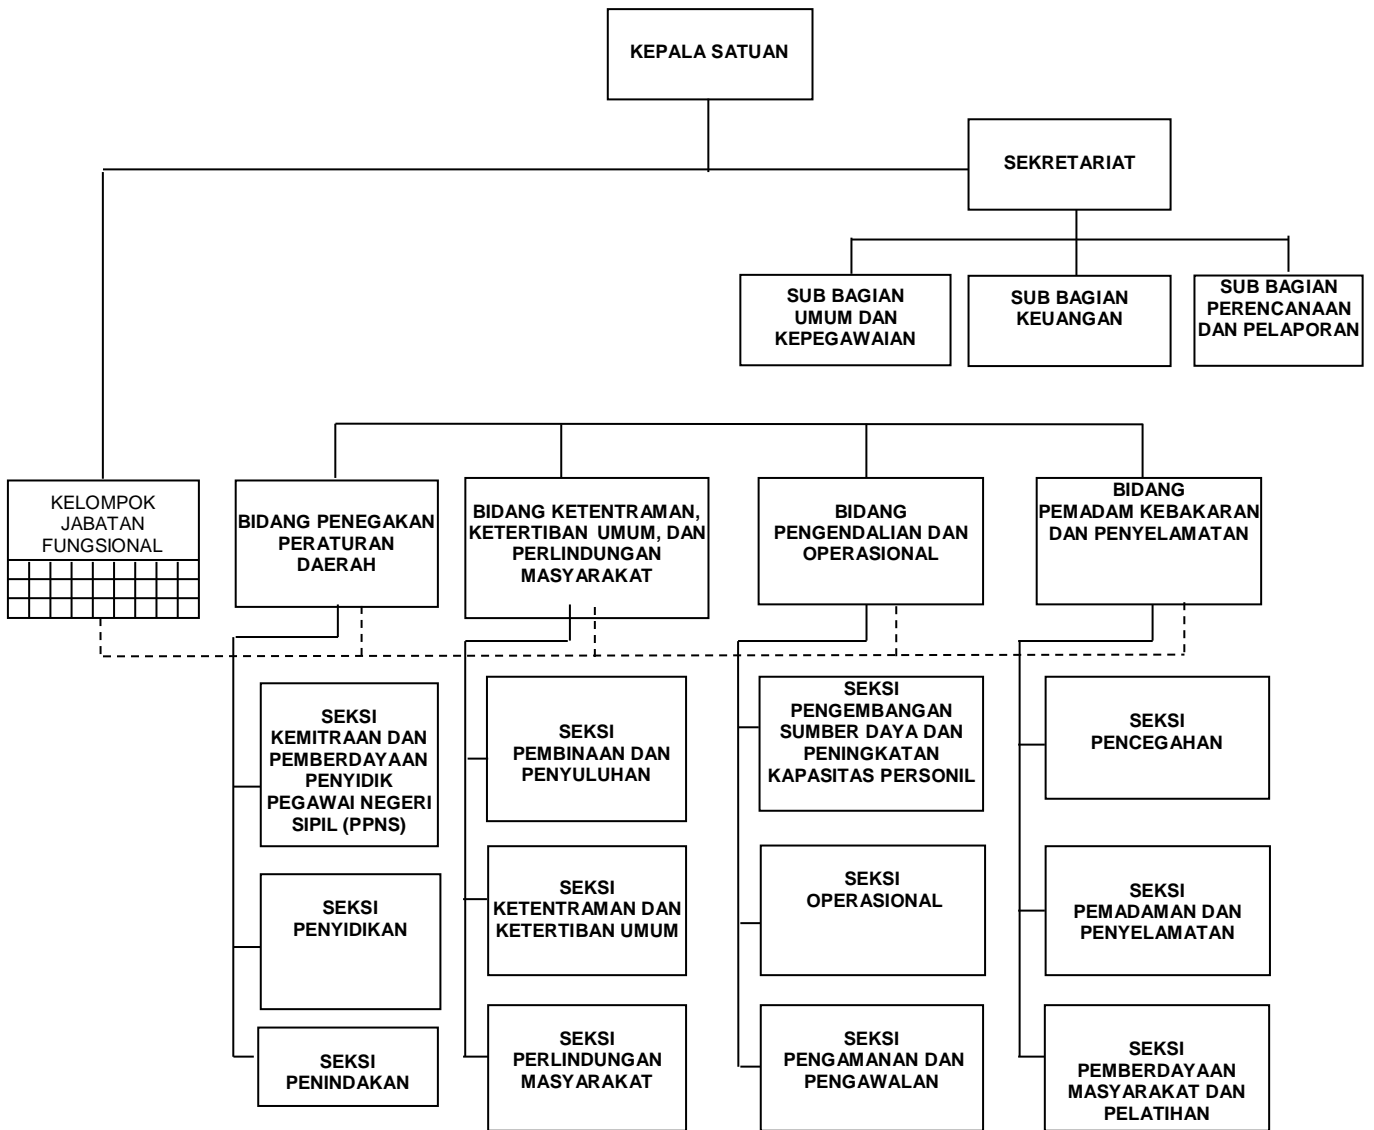 KEPALA SATUAN
SEKRETARIAT
SUB BAGIAN
UMUM DAN
KEPEGAWAIAN
SUB BAGIAN
KEUANGAN
SUB BAGIAN
PERENCANAAN
DAN PELAPORAN
KELOMPOK
JABATAN
FUNGSIONAL
BIDANG PENEGAKAN
PERATURAN
DAERAH
BIDANG KETENTRAMAN,
KETERTIBAN UMUM, DAN
PERLINDUNGAN
MASYARAKAT
BIDANG
PENGENDALIAN DAN
OPERASIONAL
BIDANG
PEMADAM KEBAKARAN
DAN PENYELAMATAN
SEKSI
KEMITRAAN DAN
PEMBERDAYAAN
PENYIDIK
PEGAWAI NEGERI
SIPIL (PPNS)
SEKSI
PEMBINAAN DAN
PENYULUHAN
SEKSI
PENGEMBANGAN
SUMBER DAYA DAN
PENINGKATAN
KAPASITAS PERSONIL
SEKSI
PENCEGAHAN
SEKSI
PENYIDIKAN
SEKSI
KETENTRAMAN DAN
KETERTIBAN UMUM
SEKSI
OPERASIONAL
SEKSI
PEMADAMAN DAN
PENYELAMATAN
SEKSI
PENINDAKAN
SEKSI
PERLINDUNGAN
MASYARAKAT
SEKSI
PENGAMANAN DAN
PENGAWALAN
SEKSI
PEMBERDAYAAN
MASYARAKAT DAN
PELATIHAN